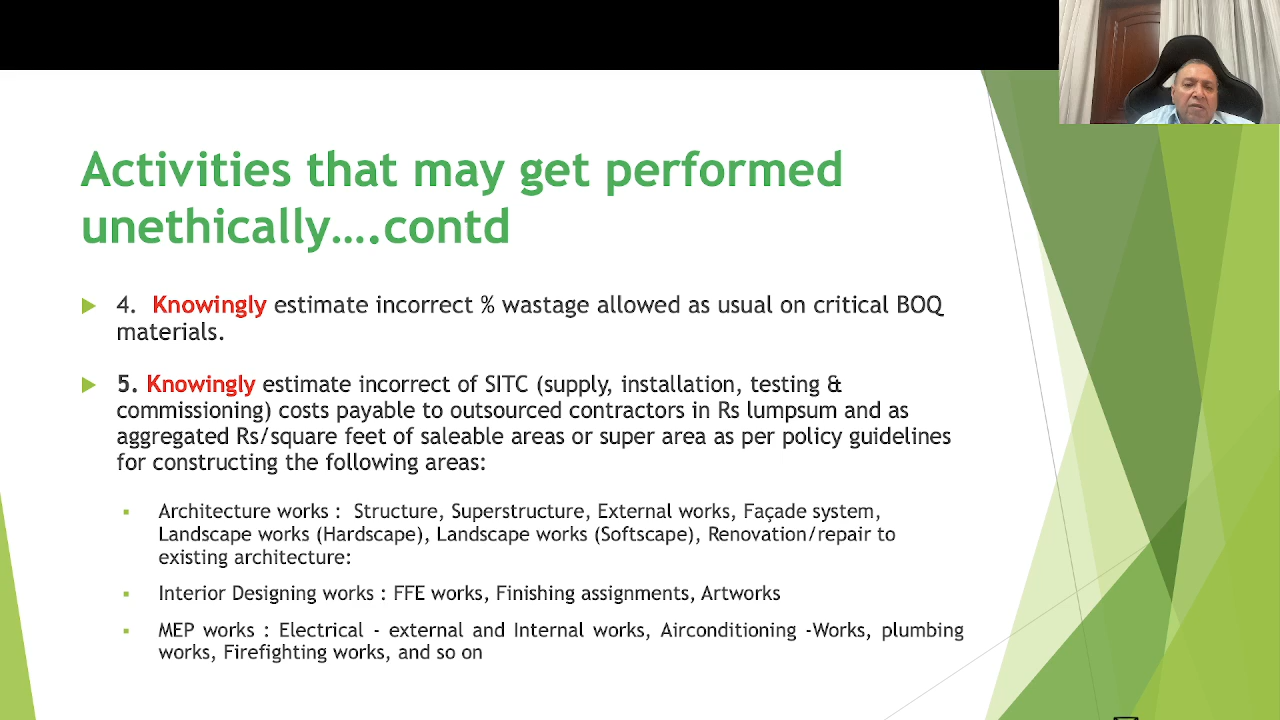 Activities that may get performed
unethically....contd
4. Knowingly estimate incorrect % wastage allowed as usual on critical BOQ
materials.
5. Knowingly estimate incorrect of SITC (supply, installation, testing &
commissioning) costs payable to outsourced contractors in Rs lumpsum and as
aggregated Rs/square feet of saleable areas or super area as per policy guidelines
for constructing the following areas:
Architecture works : Structure, Superstructure, External works, Façade system,
Landscape works (Hardscape), Landscape works (Softscape), Renovation/repair to
existing architecture:
Interior Designing works : FFE works, Finishing assignments, Artworks
MEP works : Electrical - external and Internal works, Airconditioning -Works, plumbing
works, Firefighting works, and so on